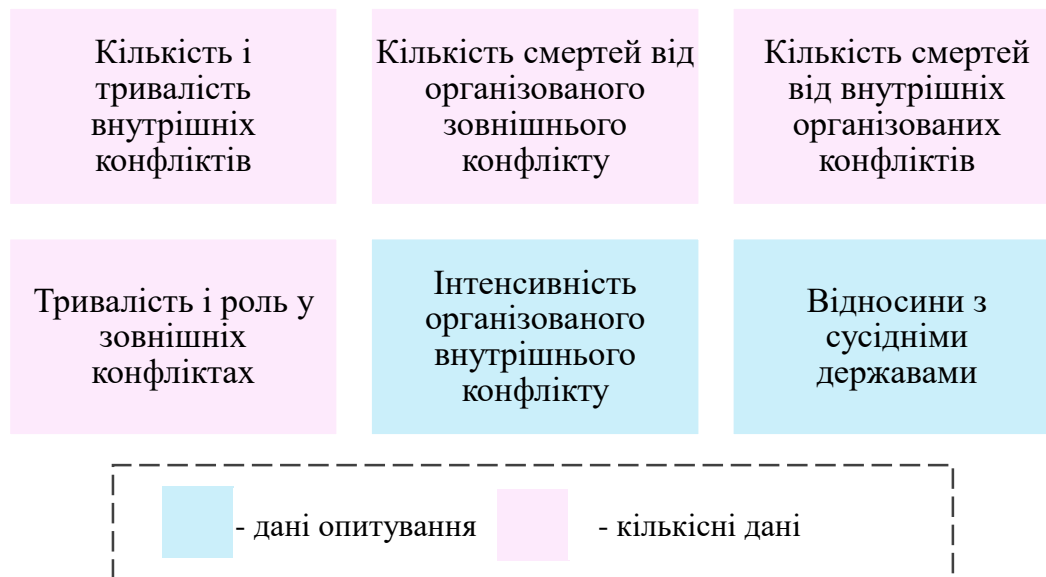 Кількість і
тривалість
внутрішніх
конфліктів
Кількість смертей від
організованого
зовнішнього
конфлікту
Кількість смертей
від внутрішніх
організованих
конфліктів
Тривалість і роль у
зовнішніх
конфліктах
Інтенсивність
організованого
внутрішнього
конфлікту
Відносини з
сусідніми
державами
- дані опитування
- кількісні дані